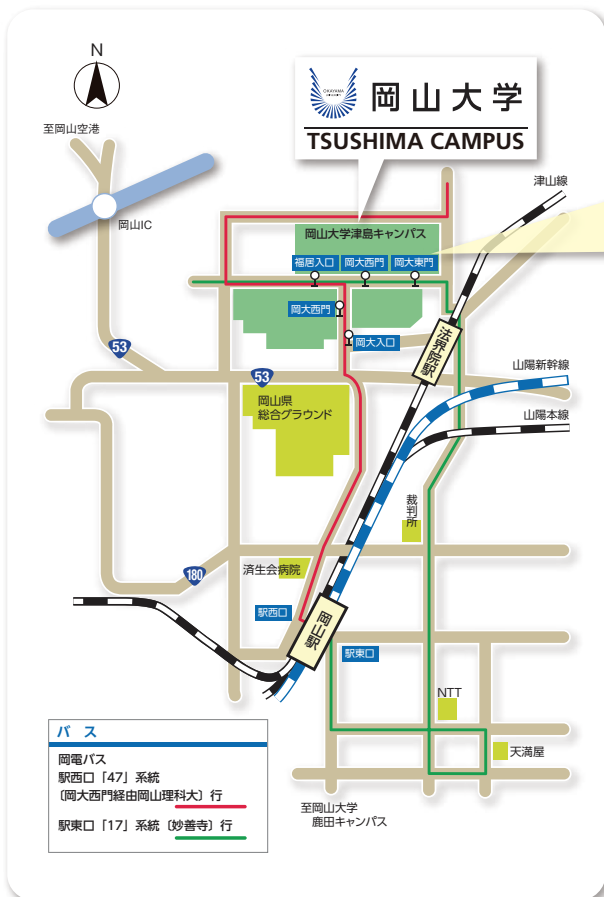 N
岡山大学
OKAYAMA
TSUSHIMA CAMPUS
至岡山空港
岡山IC
津山線
岡山大学津島キャンパス
福居入口
岡大西門
岡大東門
岡大西門
岡大入口
法界院駅
53
53
山陽新幹線
山陽本線
岡山県
総合グラウンド
裁判所
180
済生会病院
駅西口
岡山駅
駅東口
NTT
天満屋
バス
岡電バス
駅西口「47」系統
〔岡大西門経由岡山理科大〕行
駅東口「17」系統〔妙善寺〕行
至岡山大学
鹿田キャンパス